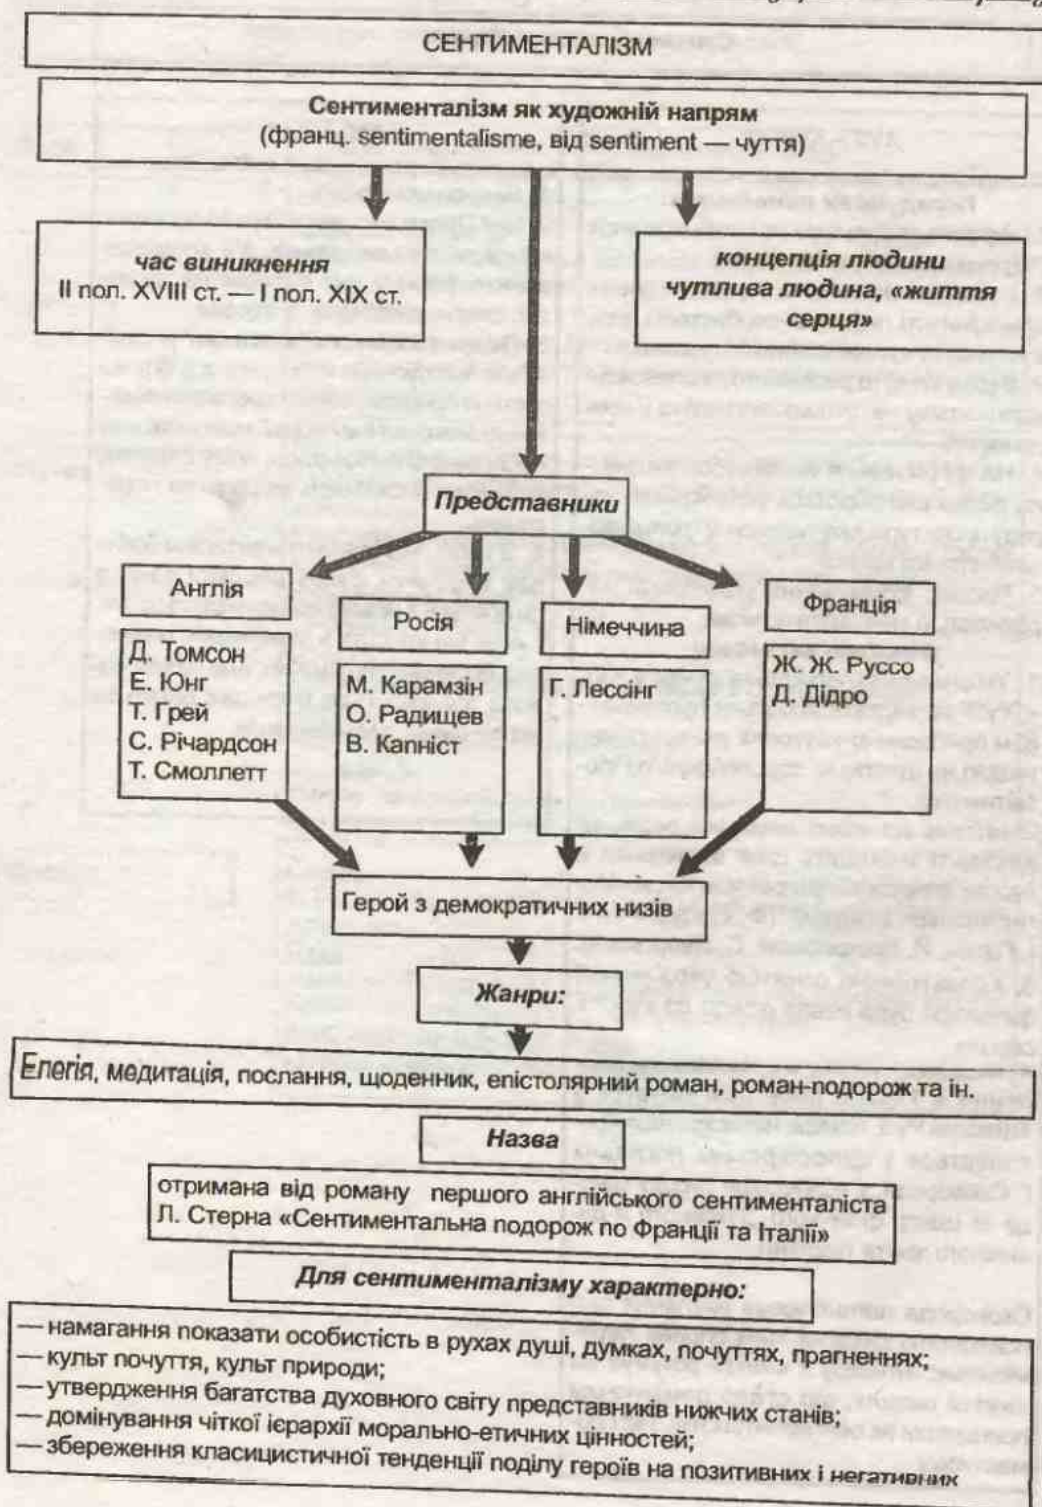 СЕНТИМЕНТАЛІЗМ
Сентименталізм як художній напрям
(франц. sentimentalisme, від sentiment — чуття)
час виникнення
II пол. XVIII ст. — I пол. XIX ст.
концепція людини
чутлива людина, «життя
серця»
Представники
Англія
Росія
Німеччина
Франція
Д. Томсон
Е. Юнг
Т. Грей
С. Річардсон
Т. Смоллетт
М. Карамзін
О. Радищев
В. Капніст
Г. Лессінг
Ж. Ж. Руссо
Д. Дідро
Герой з демократичних низів
Жанри:
Елегія, медитація, послання, щоденник, епістолярний роман, роман-подорож та ін.
Назва
отримана від роману першого англійського сентименталіста
Л. Стерна «Сентиментальна подорож по Франції та Італії»
Для сентименталізму характерно:
— намагання показати особистість в рухах душі, думках, почуттях, прагненнях;
— культ почуття, культ природи;
— утвердження багатства духовного світу представників нижчих станів;
— домінування чіткої ієрархії морально-етичних цінностей;
— збереження класицистичної тенденції поділу героїв на позитивних і негативних